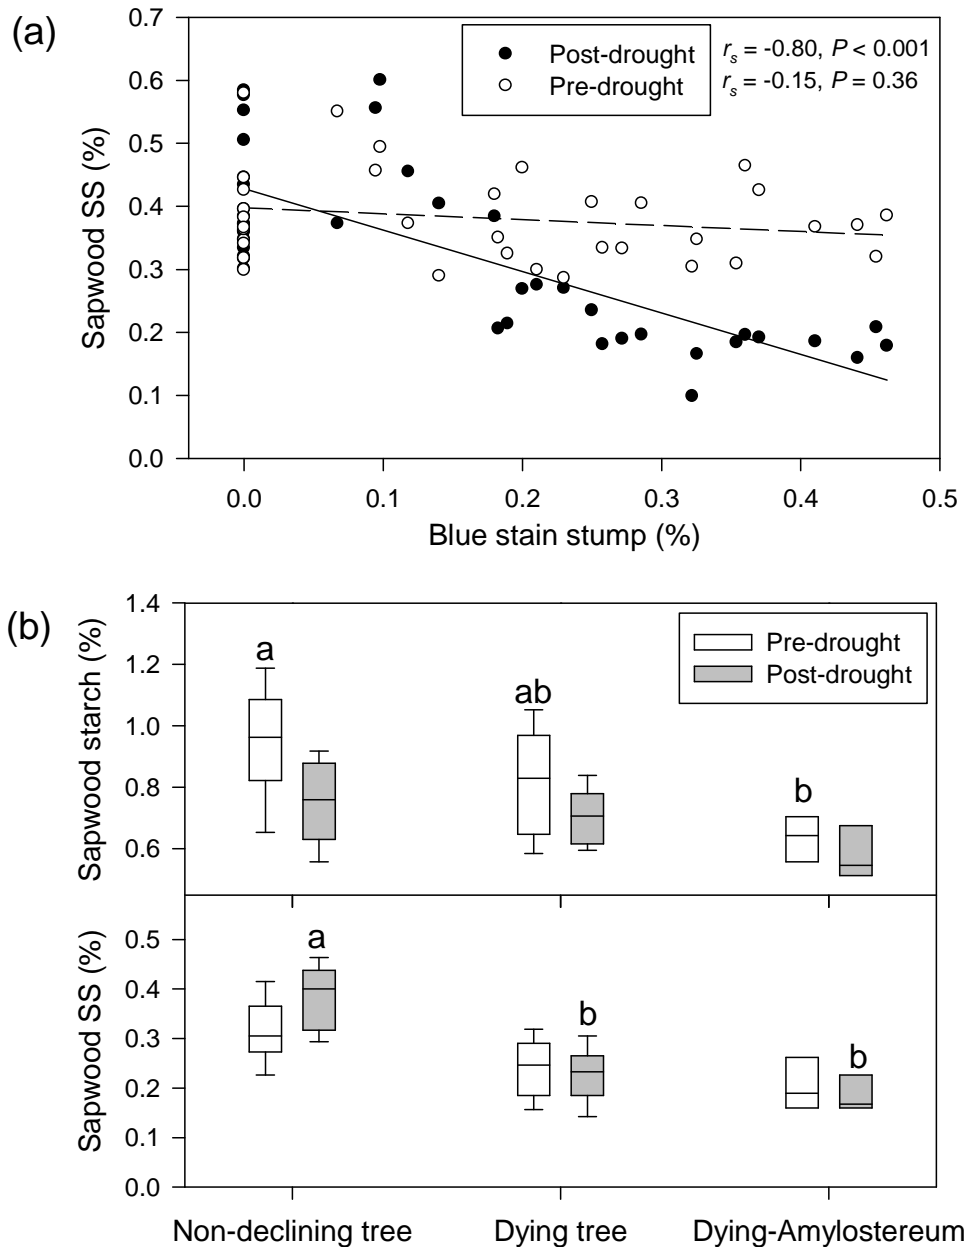 (a)
0.7
0.6
0.5
0.4
0.3
0.2
0.1
0.0
Sapwood SS (%)
Post-drought
Pre-drought
rs = -0.80, P < 0.001
rs = -0.15, P = 0.36
0.0 0.1 0.2 0.3 0.4 0.5
Blue stain stump (%)
(b)
1.4
1.2
1.0
0.8
0.6
Sapwood starch (%)
Pre-drought
Post-drought
a
ab
b
0.5
0.4
0.3
0.2
0.1
0.0
Sapwood SS (%)
a
b
b
Non-declining tree Dying tree Dying-Amylostereum